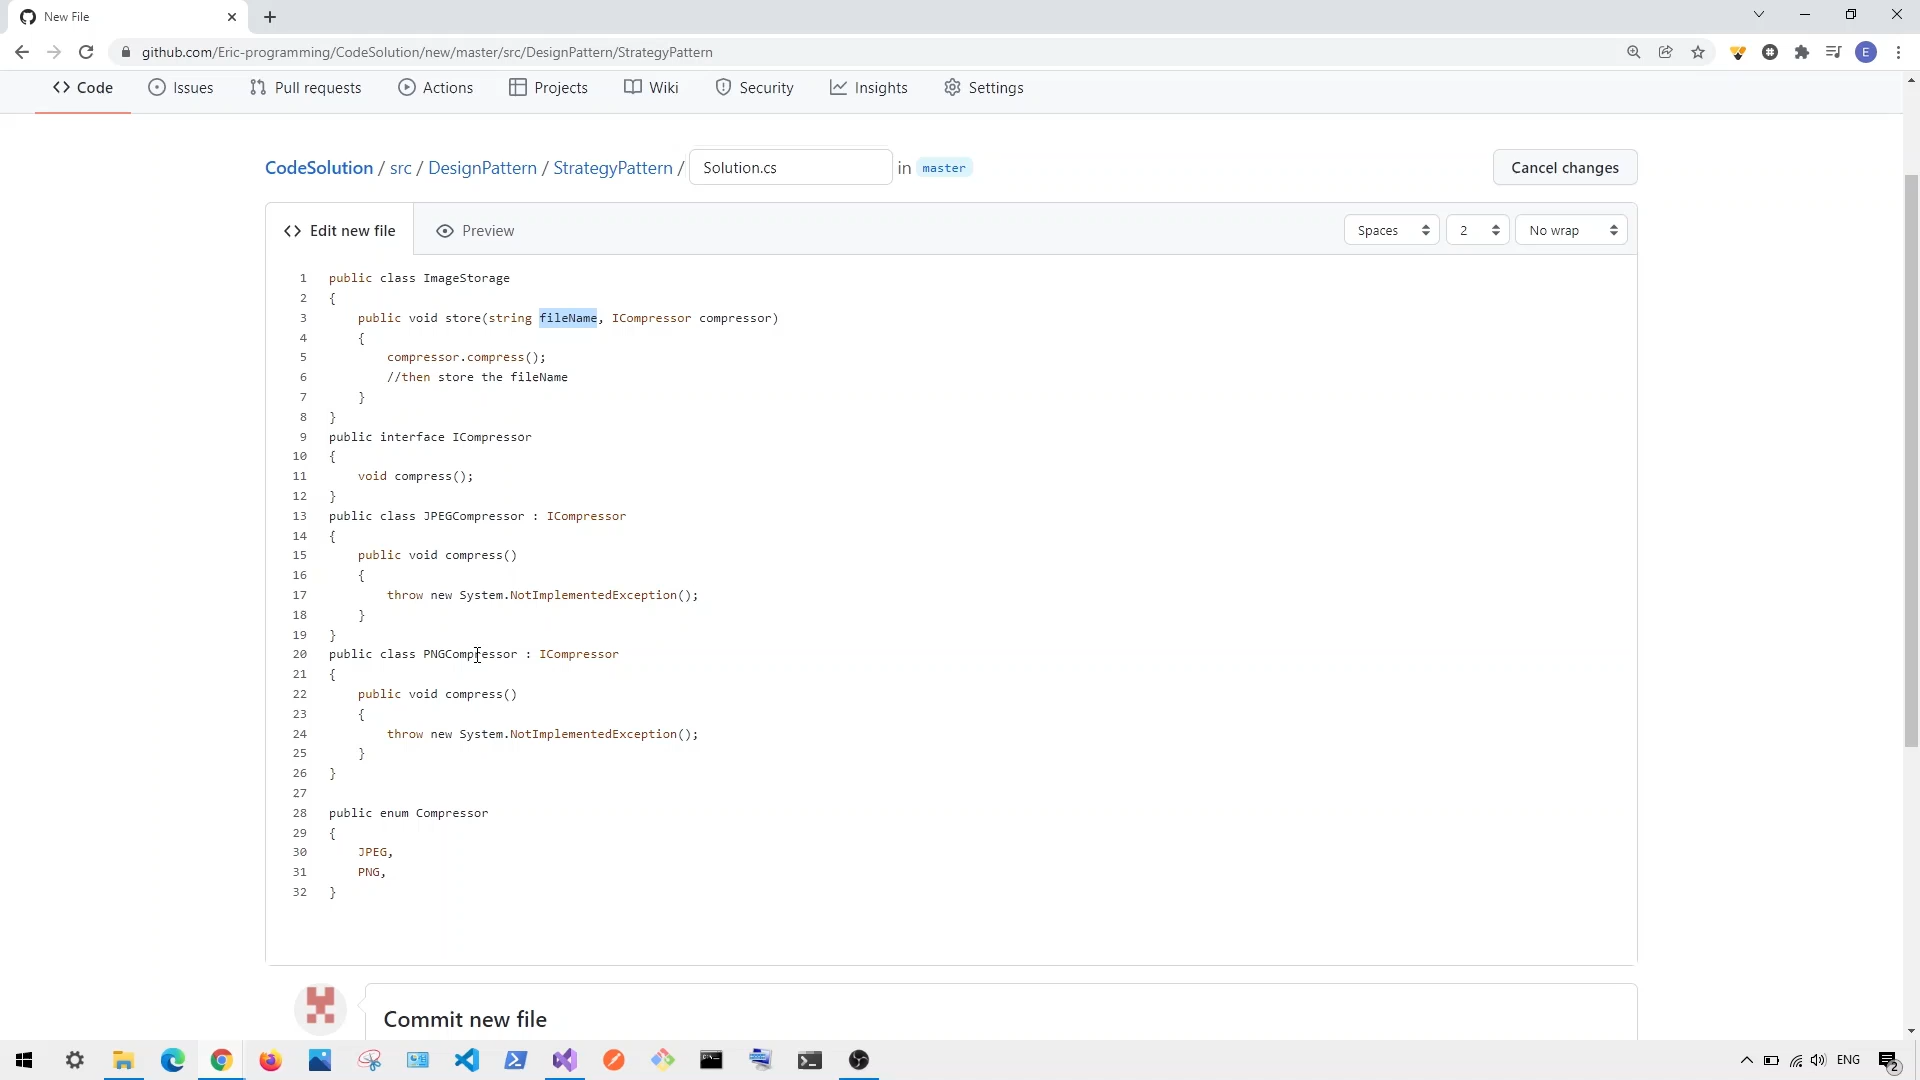 New File
github.com/Eric-programming/CodeSolution/new/master/src/DesignPattern/StrategyPattern
E
Code Issues Pull requests Actions Projects Wiki Security Insights Settings
CodeSolution / src / DesignPattern / StrategyPattern / Solution.cs in master Cancel changes
Edit new file Preview Spaces 2 No wrap
1 public class ImageStorage
2 {
3 public void store(string fileName, ICompressor compressor)
4 {
5 compressor.compress();
6 //then store the fileName
7 }
8 }
9 public interface ICompressor
10 {
11 void compress();
12 }
13 public class JPEGCompressor : ICompressor
14 {
15 public void compress()
16 {
17 throw new System.NotImplementedException();
18 }
19 }
20 public class PNGCompressor : ICompressor
21 {
22 public void compress()
23 {
24 throw new System.NotImplementedException();
25 }
26 }
27
28 public enum Compressor
29 {
30 JPEG,
31 PNG,
32 }
Commit new file
ENG
2